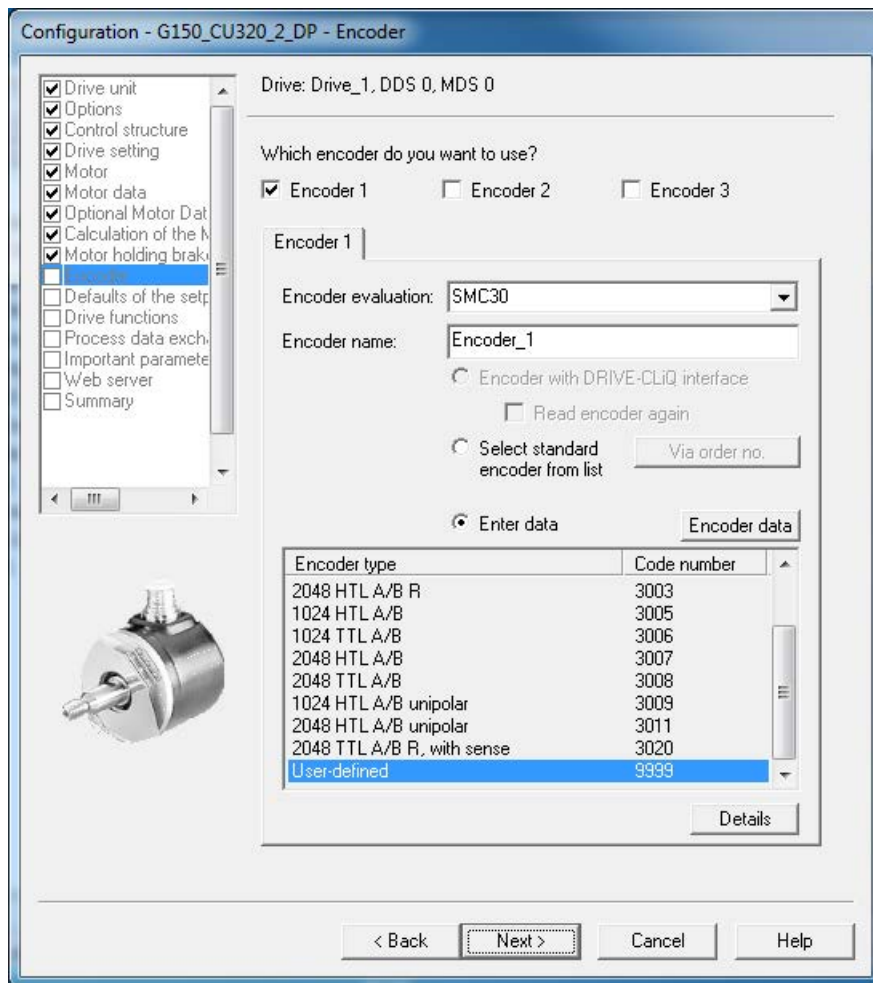 Configuration - G150_CU320_2_DP - Encoder
Drive unit
Options
Control structure
Drive setting
Motor
Motor data
Optional Motor Dat
Calculation of the M
Motor holding brake
Encoder
Defaults of the setp
Drive functions
Process data exch
Important paramete
Web server
Summary
Drive: Drive_1, DDS 0, MDS 0
Which encoder do you want to use?
Encoder 1 Encoder 2 Encoder 3
Encoder 1
Encoder evaluation: SMC30
Encoder name: Encoder_1
Encoder with DRIVE-CLiQ interface
Read encoder again
Select standard
encoder from list
Via order no.
Enter data Encoder data
Encoder type Code number
2048 HTL A/B R 3003
1024 HTL A/B 3005
1024 TTL A/B 3006
2048 HTL A/B 3007
2048 TTL A/B 3008
1024 HTL A/B unipolar 3009
2048 HTL A/B unipolar 3011
2048 TTL A/B R, with sense 3020
User-defined 9999
Details
< Back Next > Cancel Help